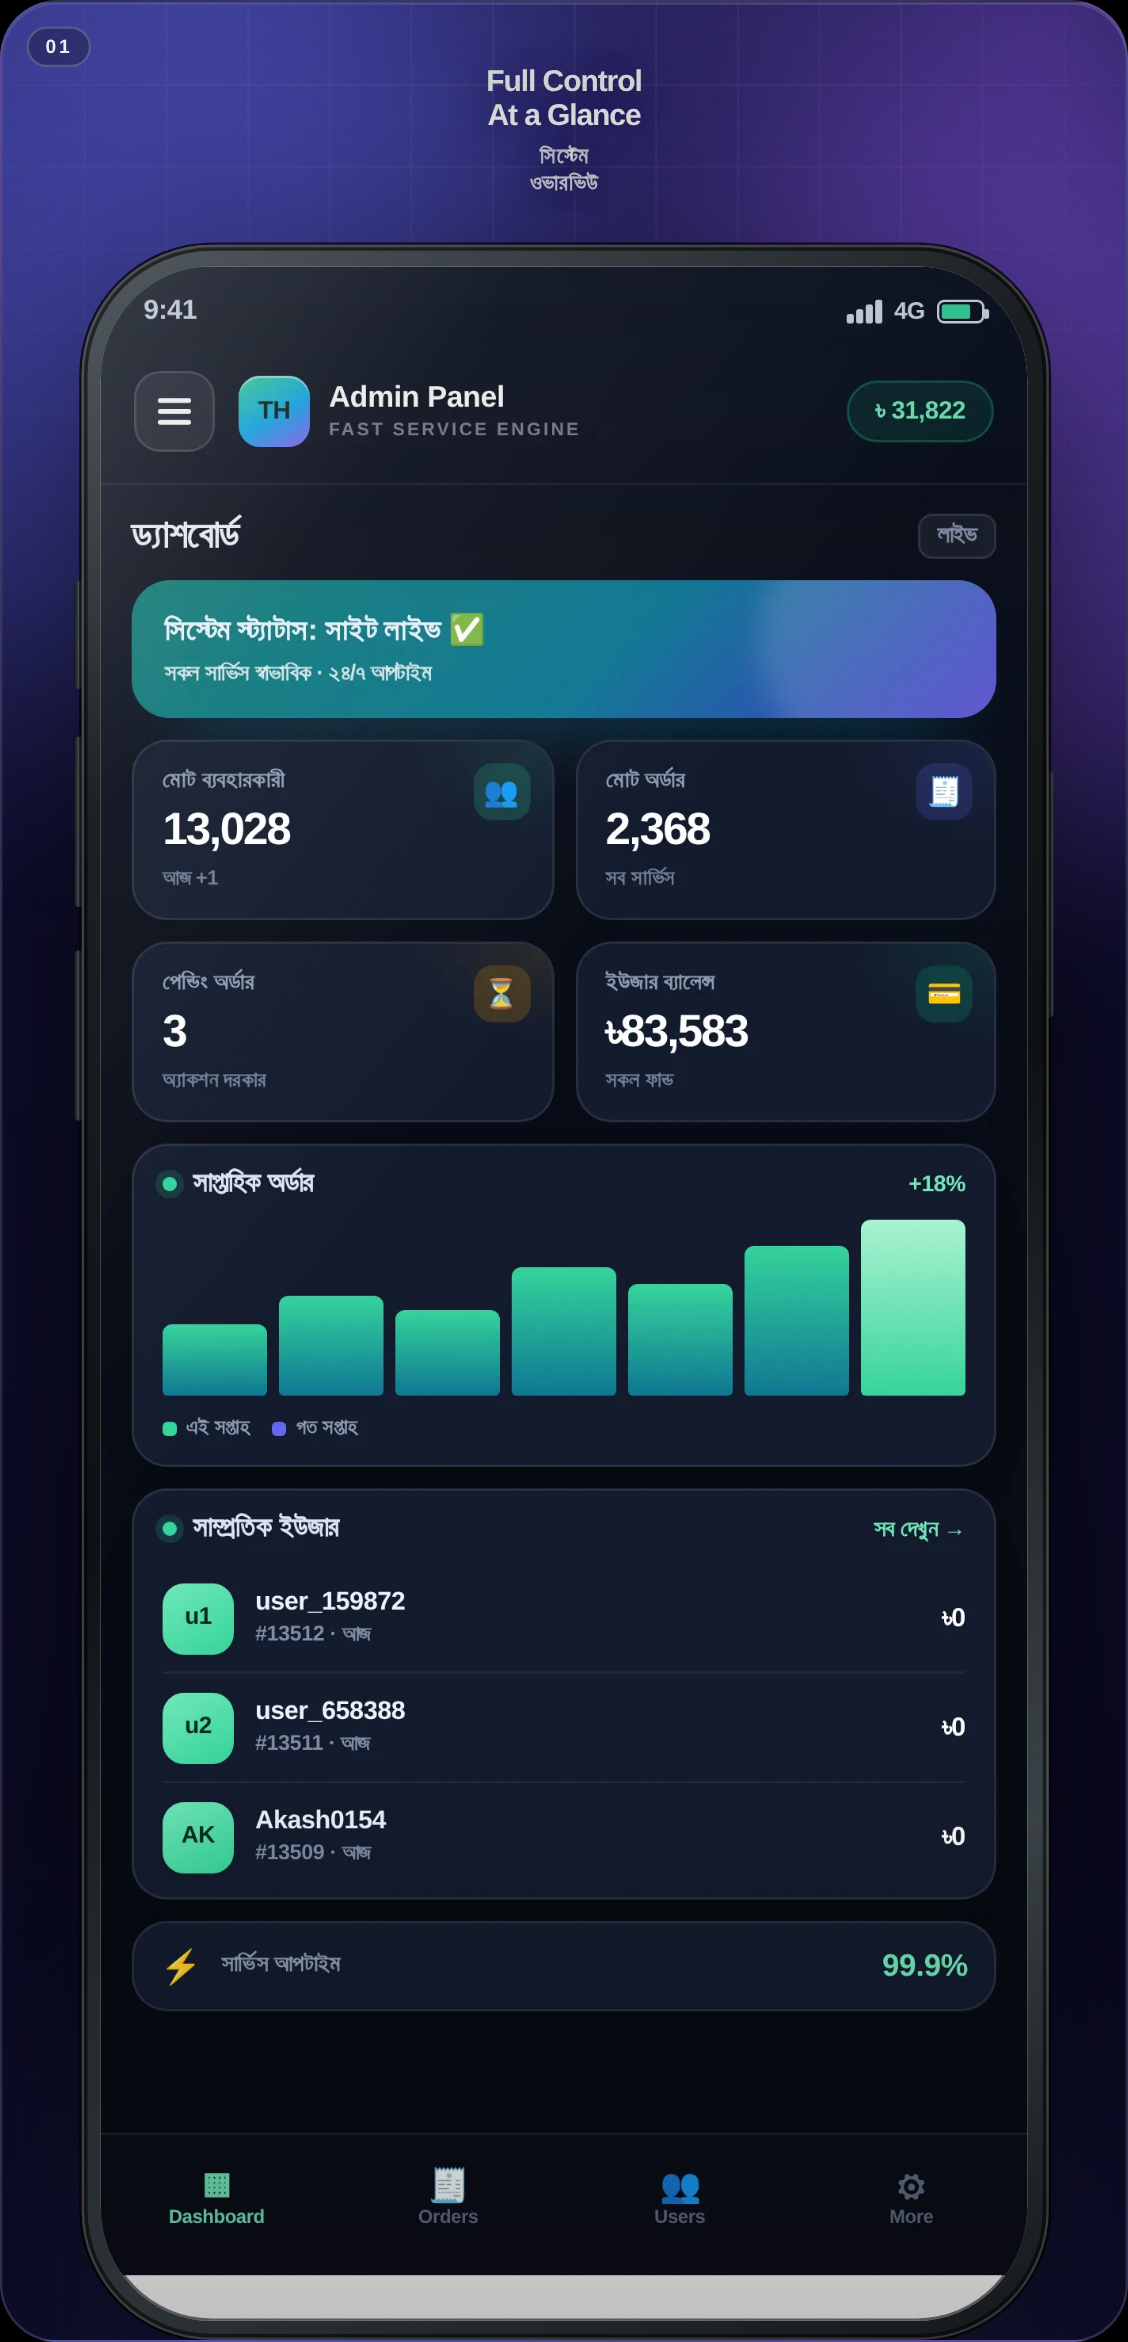 01
Full Control
At a Glance
সিস্টেম
ওভারভিউ
9:41
4G
TH
Admin Panel
FAST SERVICE ENGINE
৳ 31,822
ড্যাশবোর্ড
লাইভ
সিস্টেম স্ট্যাটাস: সাইট লাইভ ✅
সকল সার্ভিস স্বাভাবিক · ২৪/৭ আপটাইম
মোট ব্যবহারকারী
13,028
আজ +1
মোট অর্ডার
2,368
সব সার্ভিস
পেন্ডিং অর্ডার
3
অ্যাকশন দরকার
ইউজার ব্যালেন্স
৳83,583
সকল ফান্ড
সাপ্তাহিক অর্ডার
+18%
এই সপ্তাহ
গত সপ্তাহ
সাম্প্রতিক ইউজার
সব দেখুন →
u1
user_159872
#13512 · আজ
৳0
u2
user_658388
#13511 · আজ
৳0
AK
Akash0154
#13509 · আজ
৳0
সার্ভিস আপটাইম
99.9%
Dashboard
Orders
Users
More